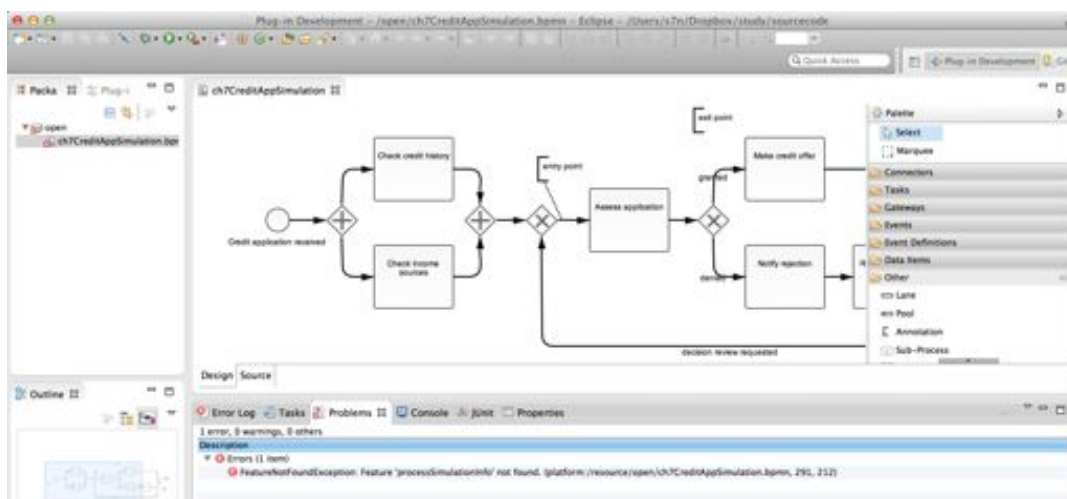 Plug-in Development - /open/ch7CreditAppSimulation.bpmn - Eclipse - /Users/s7n/Dropbox/study/sourcecode
Quick Access
Plug-in Development
Packa
Plug-i
ch7CreditAppSimulation
open
ch7CreditAppSimulation.bpr
exit point
Palette
Select
Marquee
Check credit history
entry point
Make credit offer
granted
Connectors
Tasks
Assess application
Gateways
Events
Credit application received
Event Definitions
Check income
sources
Notify rejection
denied
Data Items
Other
Lane
Pool
Annotation
decision review requested
Sub-Process
Design
Source
Outline
Error Log
Tasks
Problems
Console
JUnit
Properties
1 error, 0 warnings, 0 others
Description
Errors (1 item)
FeatureNotFoundException: Feature 'processSimulationInfo' not found. (platform:/resource/open/ch7CreditAppSimulation.bpmn, 291, 212)